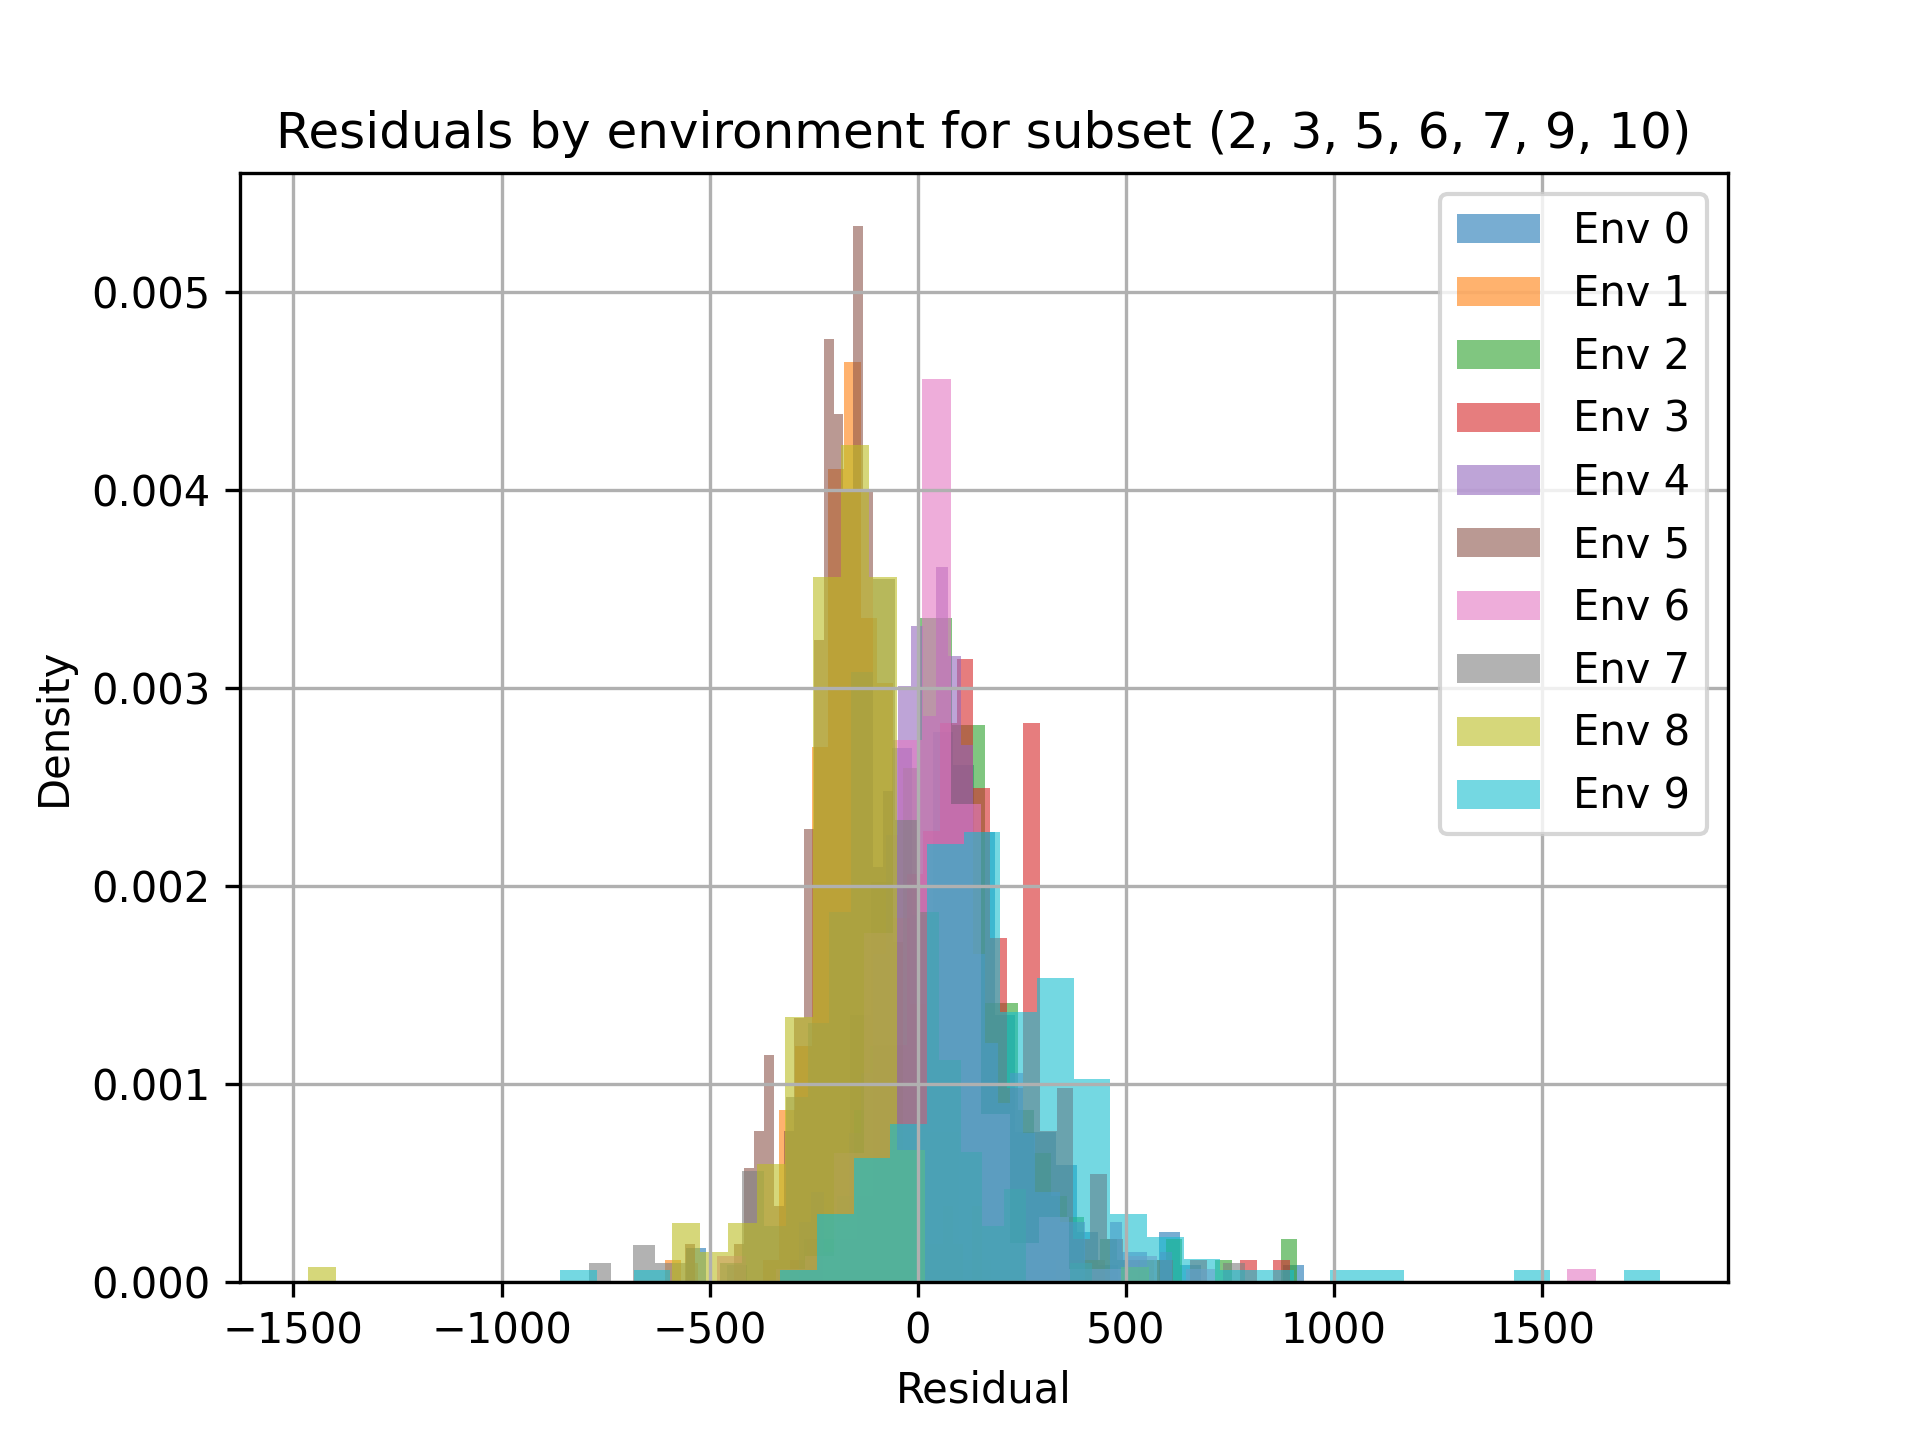 Residuals by environment for subset (2, 3, 5, 6, 7, 9, 10)
Env 0
Env 1
Env 2
Env 3
Env 4
Env 5
Env 6
Env 7
Env 8
Env 9
Density
0.005
0.004
0.003
0.002
0.001
0.000
−1500 −1000 −500 0 500 1000 1500
Residual